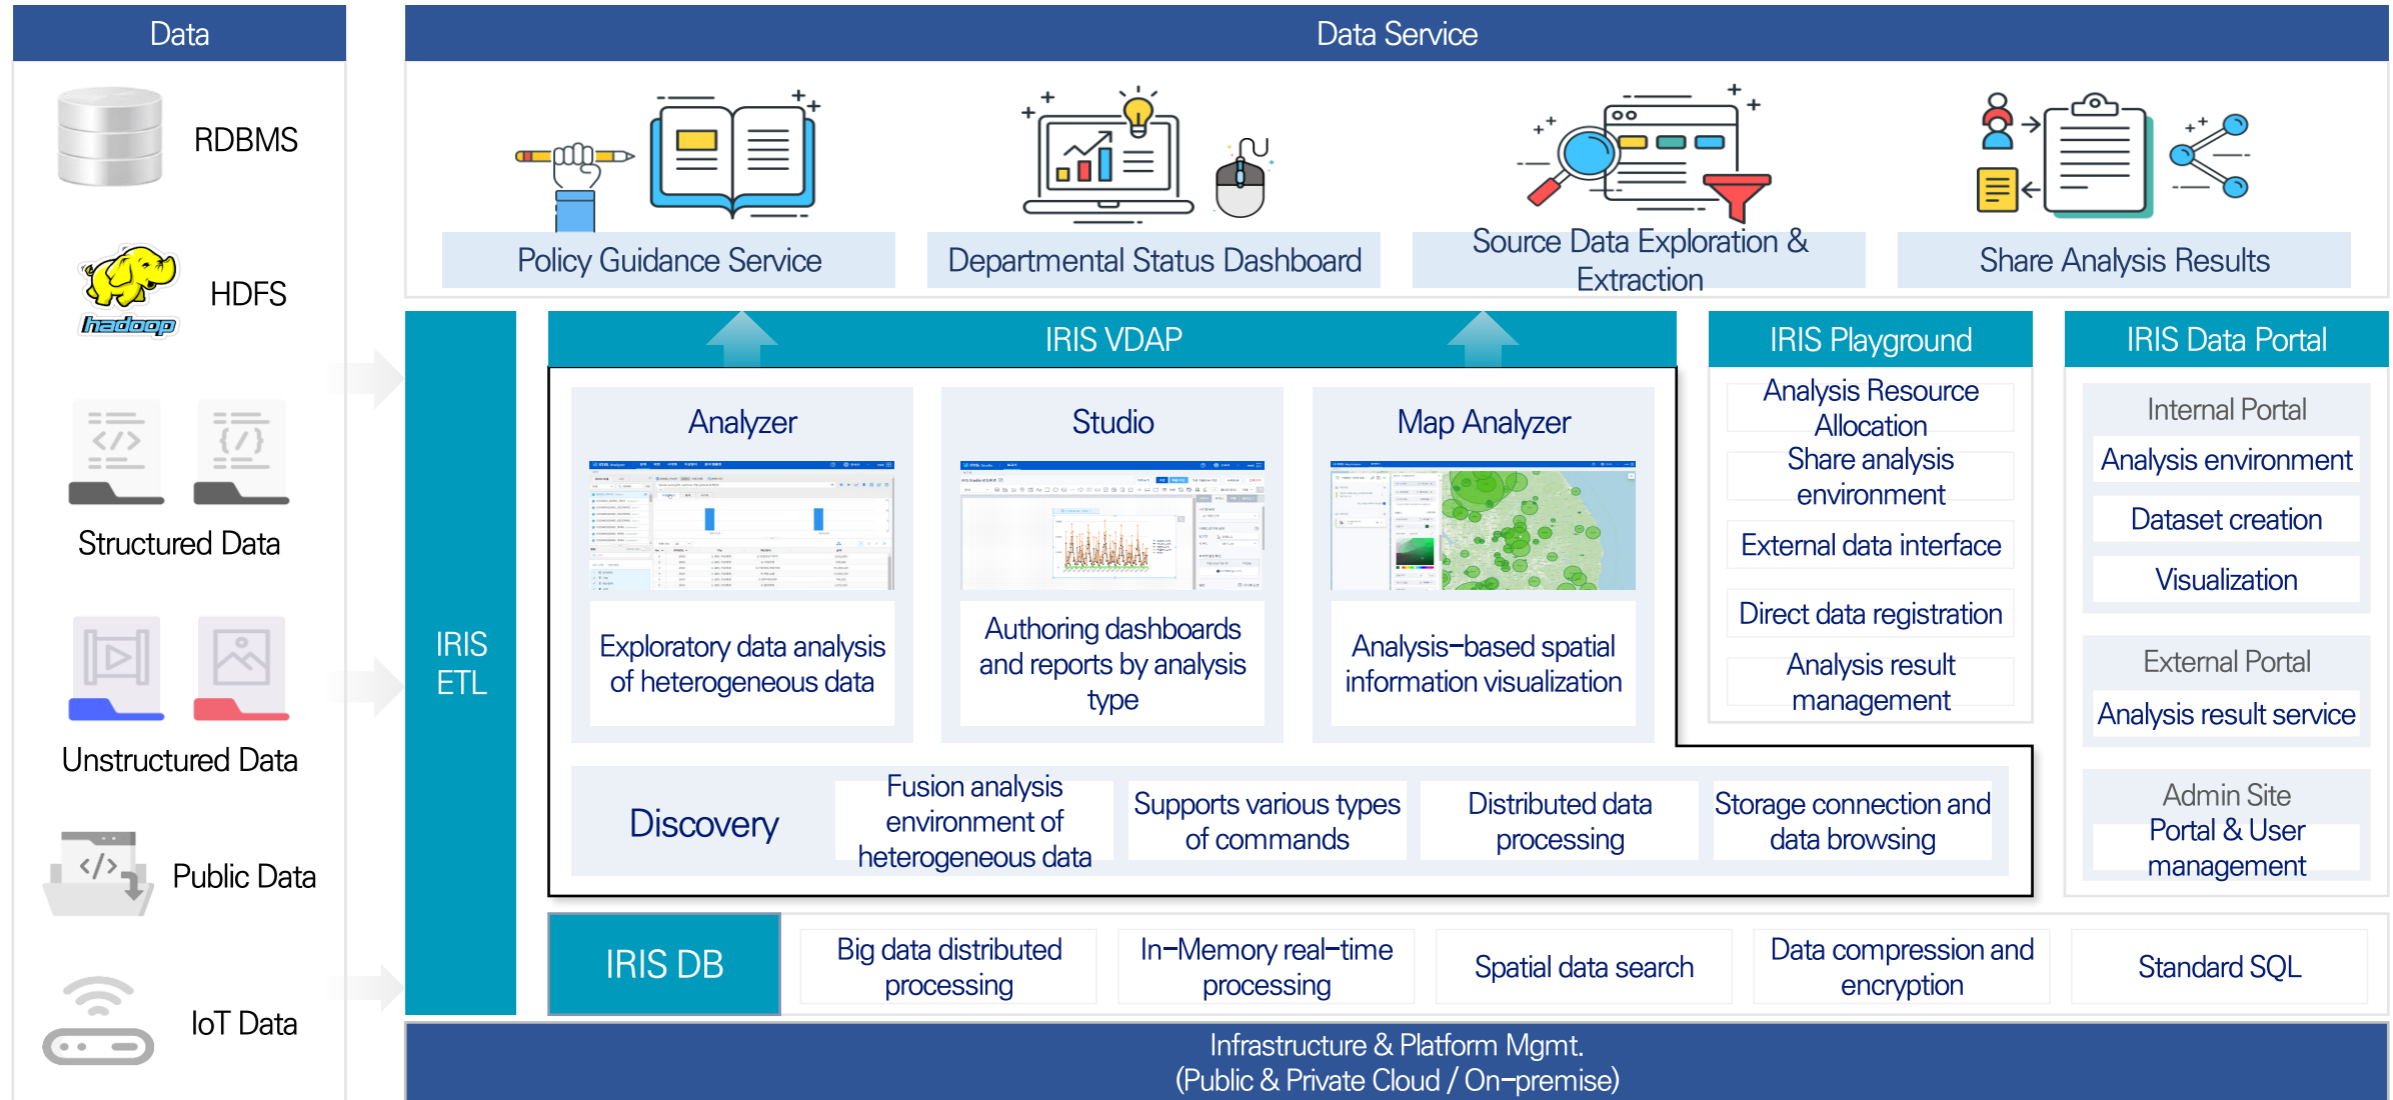 Data
RDBMS
hadoop
HDFS
Structured Data
Unstructured Data
Public Data
IoT Data
Data Service
Policy Guidance Service
Departmental Status Dashboard
Source Data Exploration &
Extraction
Share Analysis Results
IRIS
ETL
IRIS VDAP
Analyzer
Exploratory data analysis
of heterogeneous data
Studio
Authoring dashboards
and reports by analysis
type
Map Analyzer
Analysis-based spatial
information visualization
Discovery
Fusion analysis
environment of
heterogeneous data
Supports various types
of commands
Distributed data
processing
Storage connection and
data browsing
IRIS Playground
Analysis Resource
Allocation
Share analysis
environment
External data interface
Direct data registration
Analysis result
management
IRIS Data Portal
Internal Portal
Analysis environment
Dataset creation
Visualization
External Portal
Analysis result service
Admin Site
Portal & User
management
IRIS DB
Big data distributed
processing
In-Memory real-time
processing
Spatial data search
Data compression and
encryption
Standard SQL
Infrastructure & Platform Mgmt.
(Public & Private Cloud / On-premise)